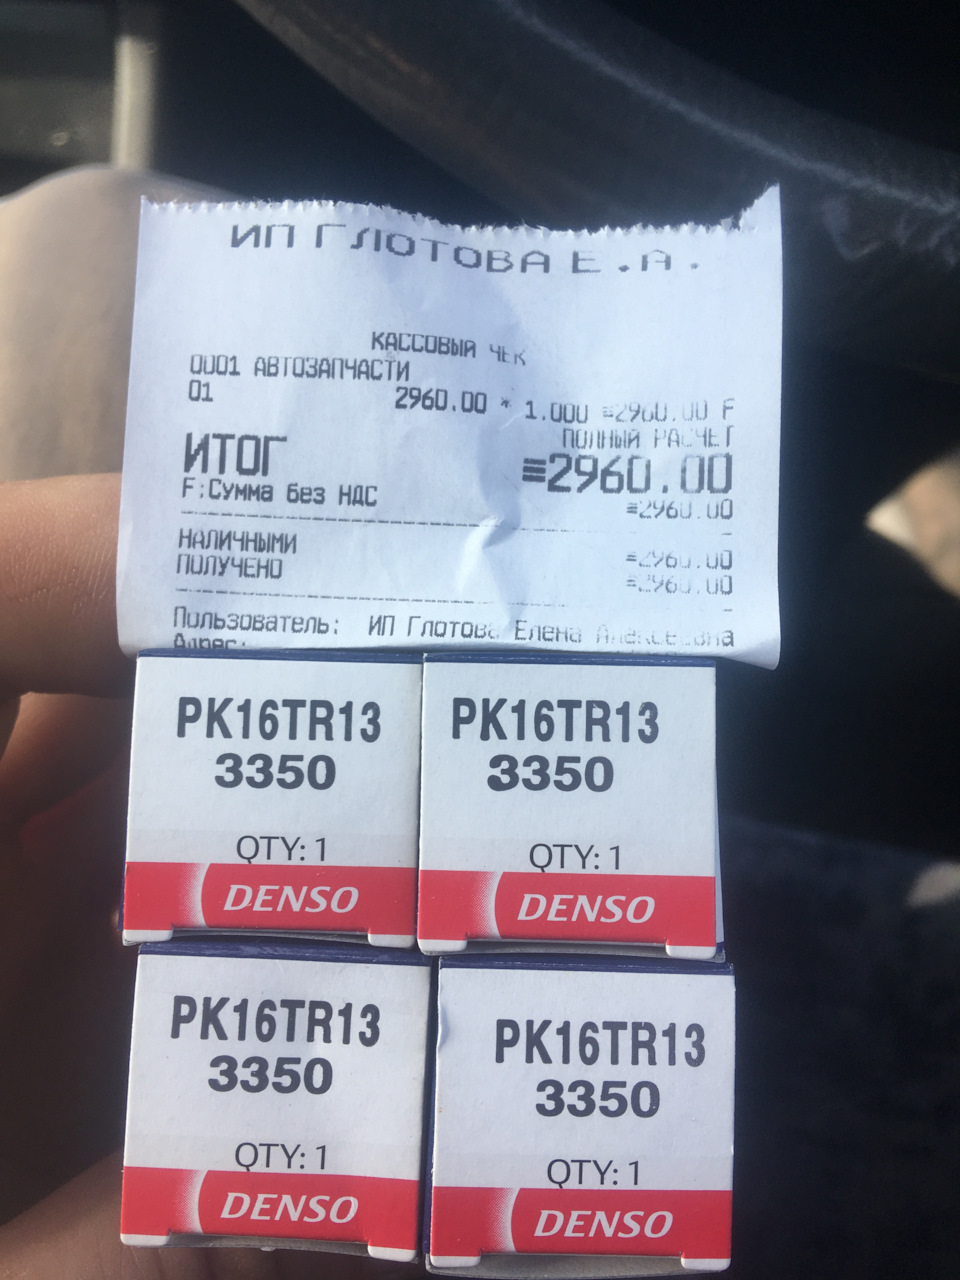 ИП ГЛОТОВА Е.А.
КАССОВЫЙ ЧЕК
0001 АВТОЗАПЧАСТИ
01 2960.00 * 1.000 ≡2960.00 F
ПОЛНЫЙ РАСЧЕТ
ИТОГ ≡2960.00
F:Сумма без НДС ≡2960.00
НАЛИЧНЫМИ ≡2960.00
ПОЛУЧЕНО ≡2960.00
Пользователь: ИП Глотова Елена Алексеевна
Адрес:
PK16TR13
3350
QTY: 1
DENSO
PK16TR13
3350
QTY: 1
DENSO
PK16TR13
3350
QTY: 1
DENSO
PK16TR13
3350
QTY: 1
DENSO